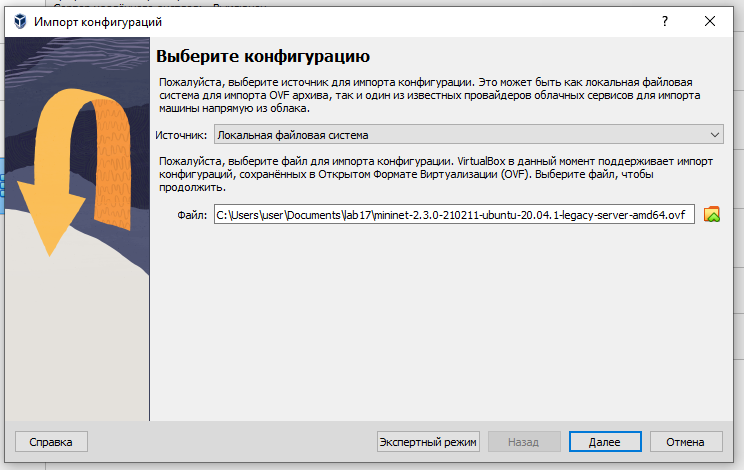 Импорт конфигураций
?
Выберите конфигурацию
Пожалуйста, выберите источник для импорта конфигурации. Это может быть как локальная файловая
система для импорта OVF архива, так и один из известных провайдеров облачных сервисов для импорта
машины напрямую из облака.
Источник: Локальная файловая система
Пожалуйста, выберите файл для импорта конфигурации. VirtualBox в данный момент поддерживает импорт
конфигураций, сохранённых в Открытом Формате Виртуализации (OVF). Выберите файл, чтобы
продолжить.
Файл: C:\Users\user\Documents\lab17\mininet-2.3.0-210211-ubuntu-20.04.1-legacy-server-amd64.ovf
Справка Экспертный режим Назад Далее Отмена